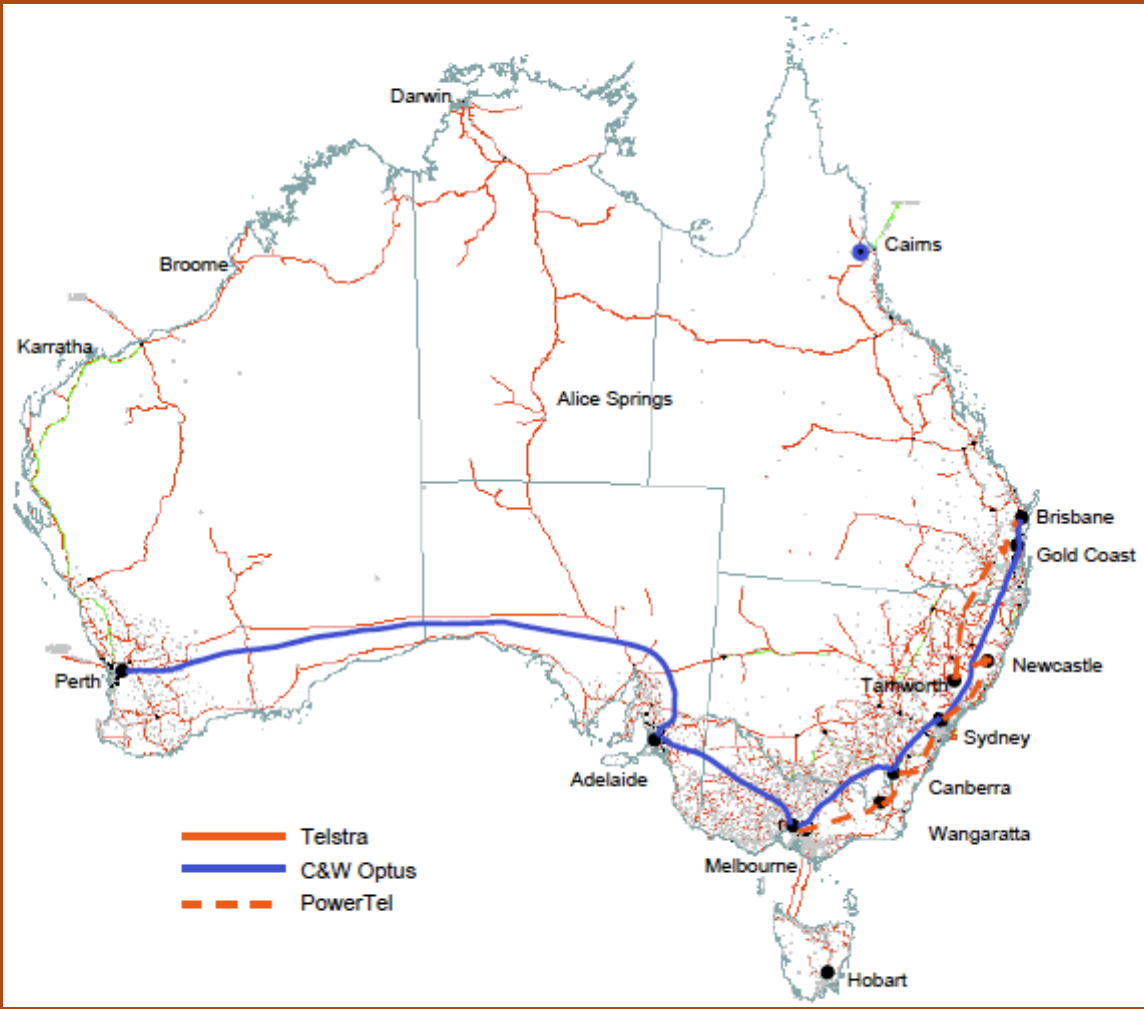 Darwin
Cairns
Broome
Karratha
Alice Springs
Brisbane
Gold Coast
Perth
Newcastle
Tamworth
Sydney
Adelaide
Canberra
Wangaratta
Melbourne
Telstra
C&W Optus
PowerTel
Hobart